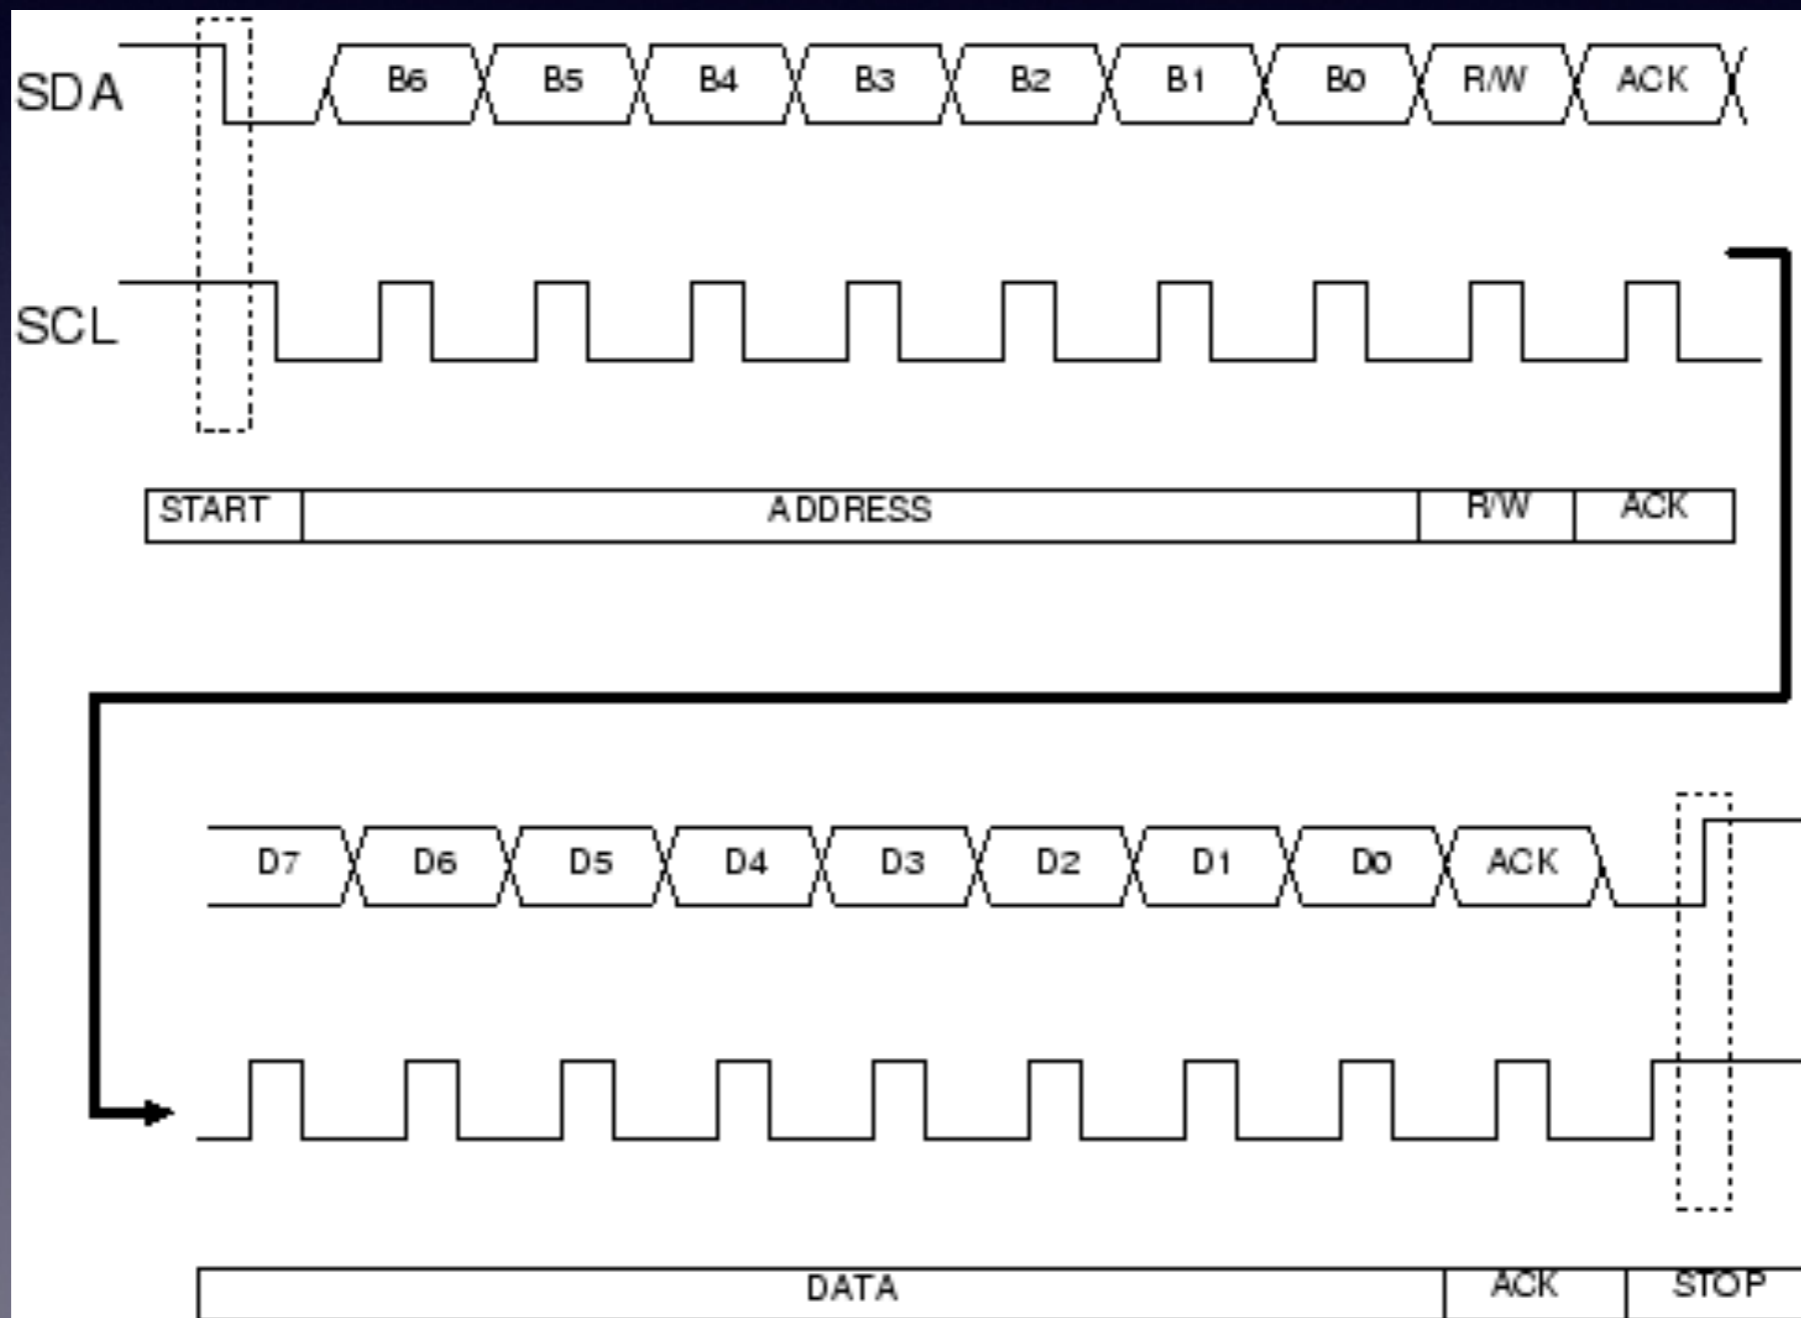 SDA B6 B5 B4 B3 B2 B1 B0 R/W ACK
SCL
START ADDRESS R/W ACK
D7 D6 D5 D4 D3 D2 D1 D0 ACK
DATA ACK STOP